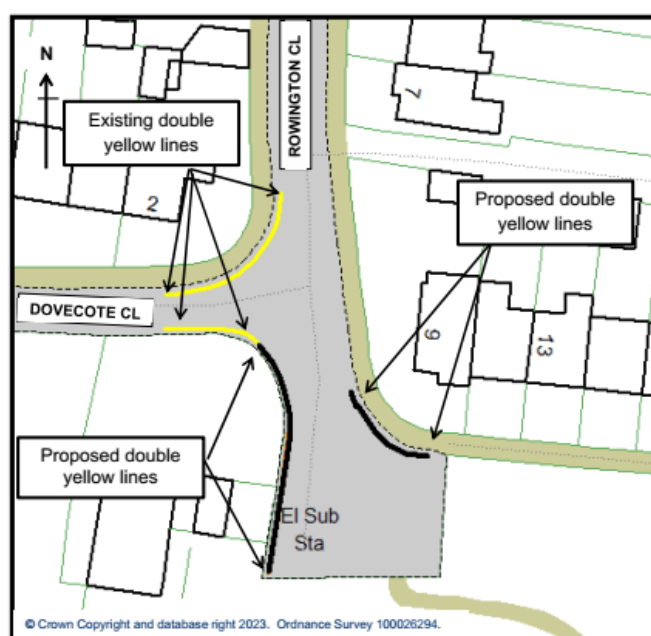 N
Existing double
yellow lines
ROWINGTON CL
7
2
Proposed double
yellow lines
DOVECOTE CL
9
13
Proposed double
yellow lines
El Sub
Sta
© Crown Copyright and database right 2023. Ordnance Survey 100026294.